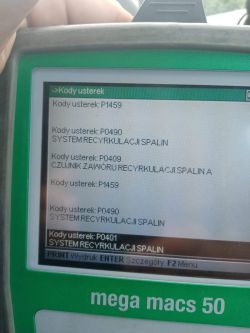 ->Kody usterek
Kody usterek: P1459
Kody usterek: P0490
SYSTEM RECYRKULACJI SPALIN
Kody usterek: P0409
CZUJNIK ZAWORU RECYRKULACJI SPALIN A
Kody usterek: P1459
Kody usterek: P0490
SYSTEM RECYRKULACJI SPALIN
Kody usterek: P0401
SYSTEM RECYRKULACJI SPALIN
PRINT Wydruk ENTER Szczegóły F2 Menu
mega macs 50